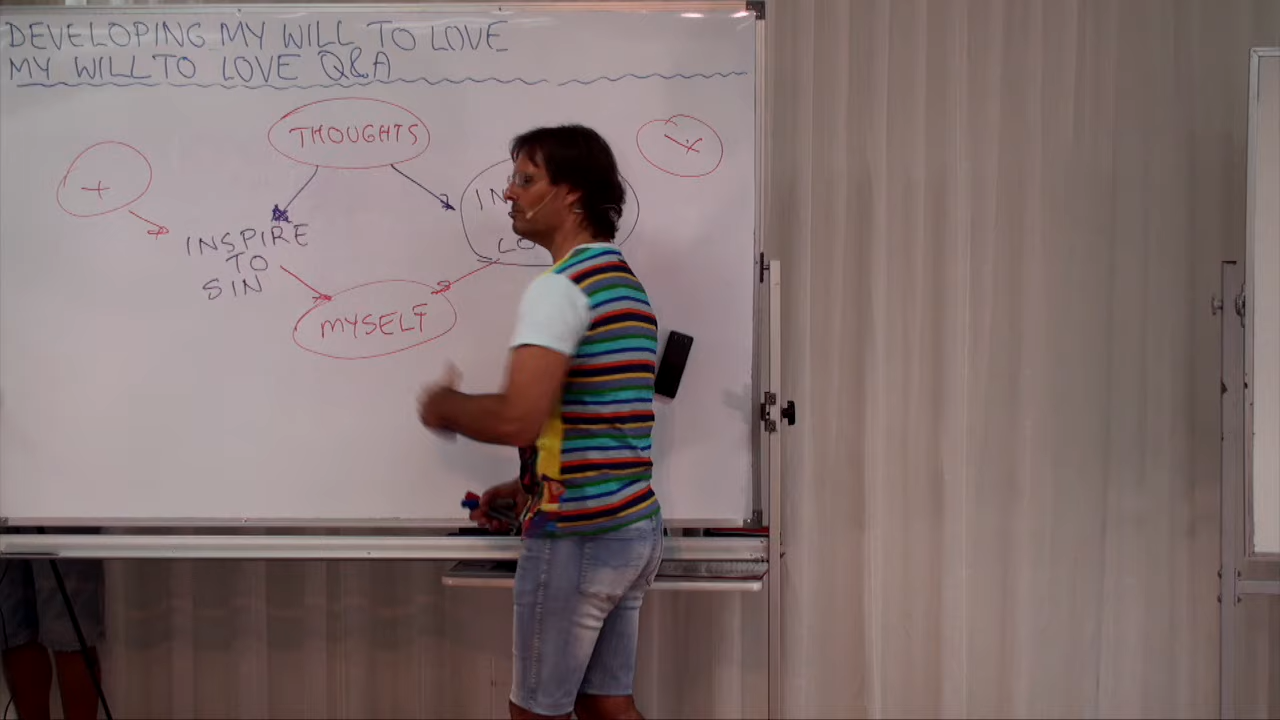 DEVELOPING MY WILL TO LOVE
MY WILL TO LOVE Q&A
THOUGHTS
+
INSPIRE
TO
SIN
MYSELF